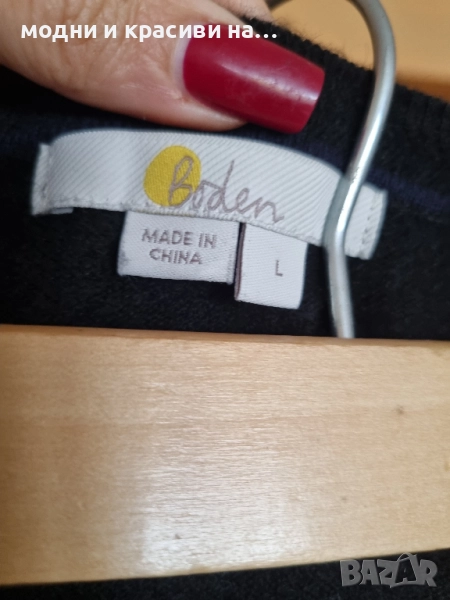 модни и красиви на...
Boden
MADE IN
CHINA
L
BAZAR